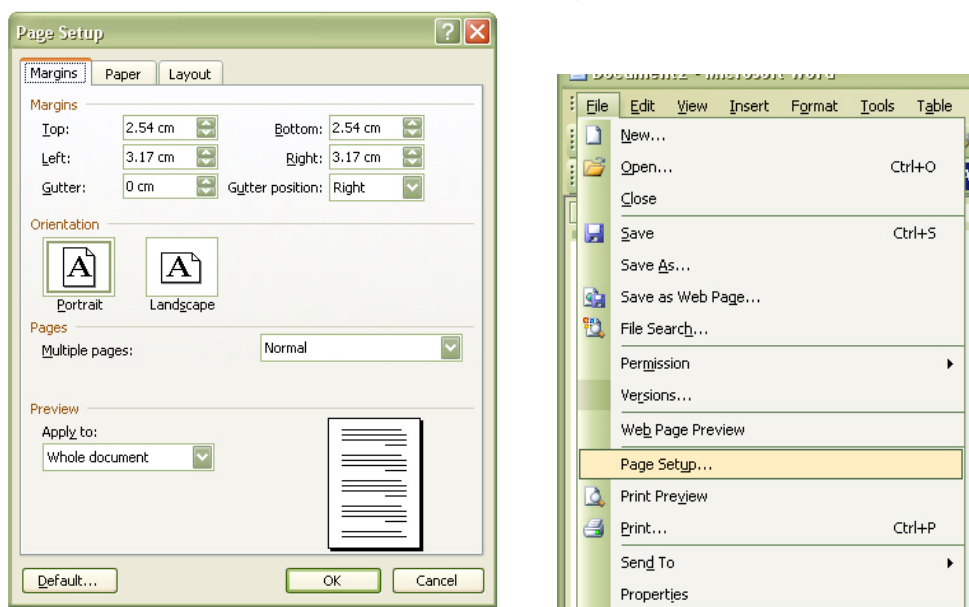 Page Setup
Margins Paper Layout
Margins
Top: 2.54 cm Bottom: 2.54 cm
Left: 3.17 cm Right: 3.17 cm
Gutter: 0 cm Gutter position: Right
Orientation
A A
Portrait Landscape
Pages
Multiple pages: Normal
Preview
Apply to:
Whole document
Default... OK Cancel
File Edit View Insert Format Tools Table
New...
Open... Ctrl+O
Close
Save Ctrl+S
Save As...
Save as Web Page...
File Search...
Permission
Versions...
Web Page Preview
Page Setup...
Print Preview
Print... Ctrl+P
Send To
Properties